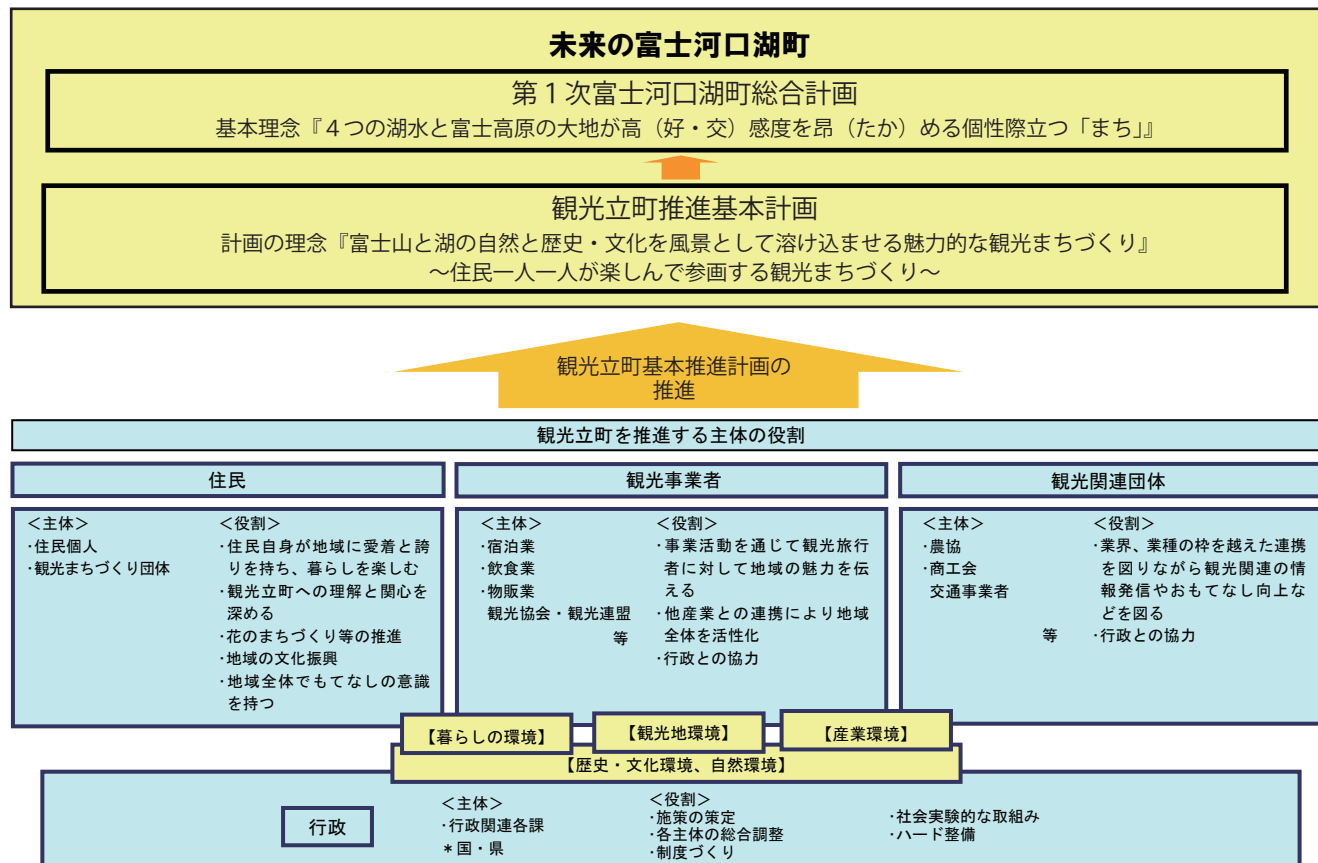 未来の富士河口湖町
第１次富士河口湖町総合計画
基本理念『４つの湖水と富士高原の大地が高（好・交）感度を昂（たか）める個性際立つ「まち」』
観光立町推進基本計画
計画の理念『富士山と湖の自然と歴史・文化を風景として溶け込ませる魅力的な観光まちづくり』
～住民一人一人が楽しんで参画する観光まちづくり～
観光立町基本推進計画の
推進
観光立町を推進する主体の役割
住民
＜主体＞
・住民個人
・観光まちづくり団体
＜役割＞
・住民自身が地域に愛着と誇
りを持ち、暮らしを楽しむ
・観光立町への理解と関心を
深める
・花のまちづくり等の推進
・地域の文化振興
・地域全体でもてなしの意識
を持つ
観光事業者
＜主体＞
・宿泊業
・飲食業
・物販業
観光協会・観光連盟
等
＜役割＞
・事業活動を通じて観光旅行
者に対して地域の魅力を伝
える
・他産業との連携により地域
全体を活性化
・行政との協力
観光関連団体
＜主体＞
・農協
・商工会
交通事業者
等
＜役割＞
・業界、業種の枠を越えた連携
を図りながら観光関連の情
報発信やおもてなし向上な
どを図る
・行政との協力
【暮らしの環境】
【観光地環境】
【産業環境】
【歴史・文化環境、自然環境】
行政
＜主体＞
・行政関連各課
＊国・県
＜役割＞
・施策の策定
・各主体の総合調整
・制度づくり
・社会実験的な取組み
・ハード整備